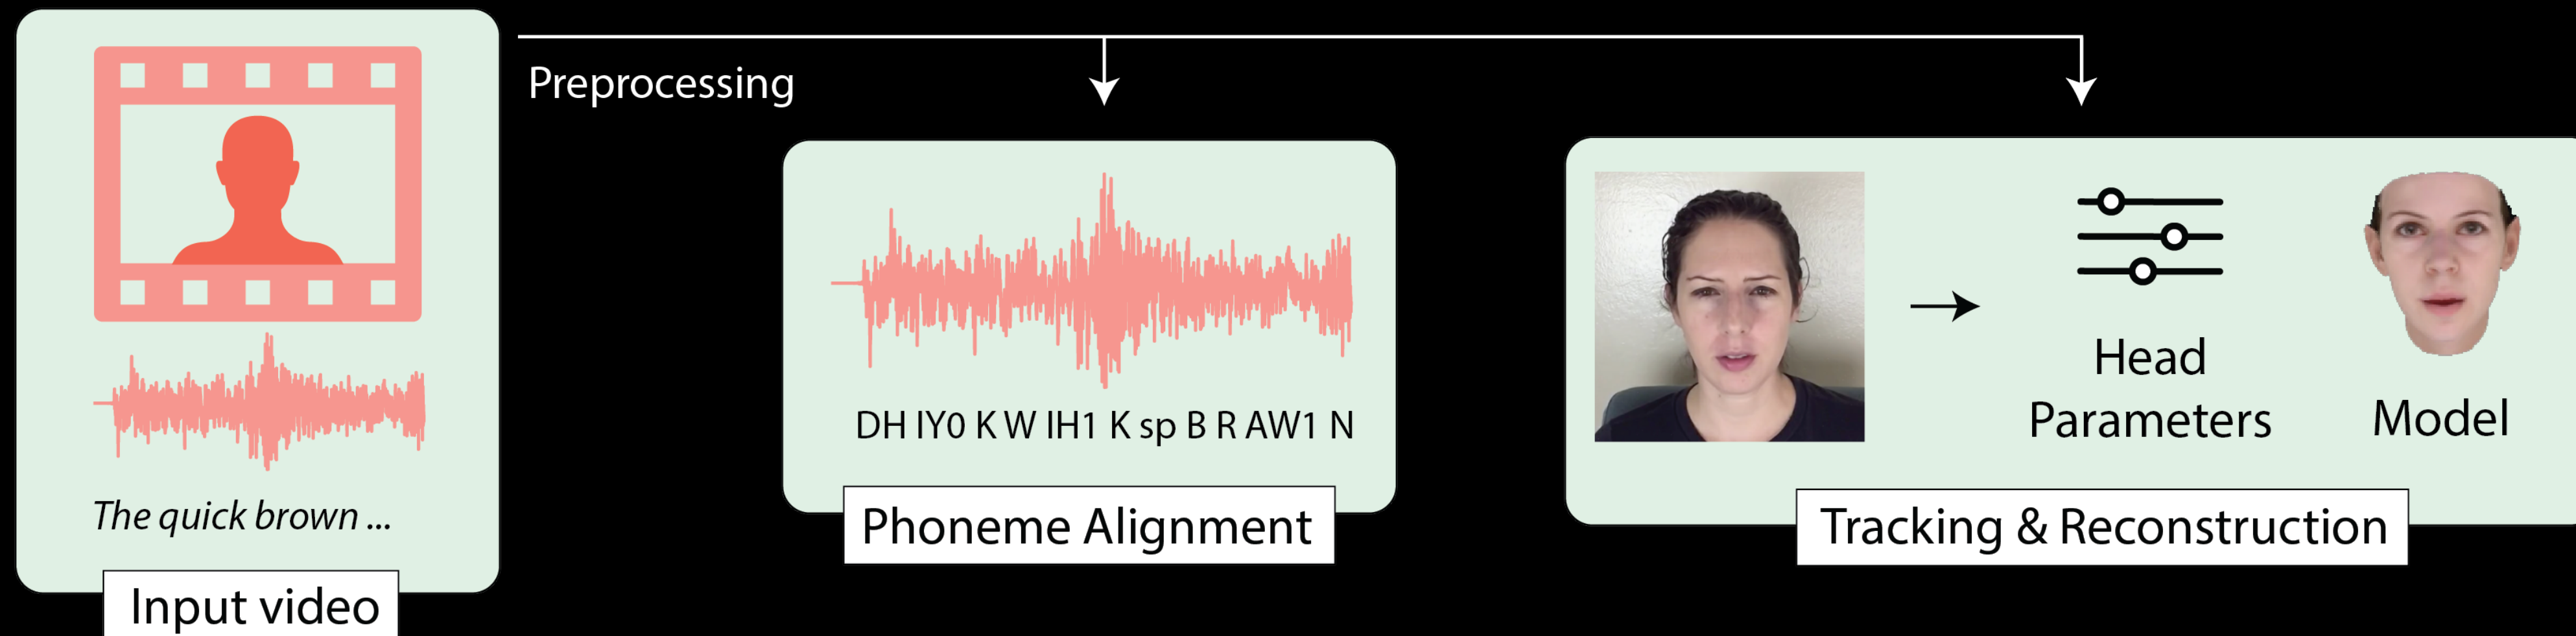 Preprocessing
The quick brown ...
Input video
DH IY0 K W IH1 K sp B R AW1 N
Phoneme Alignment
Head
Parameters
Model
Tracking & Reconstruction